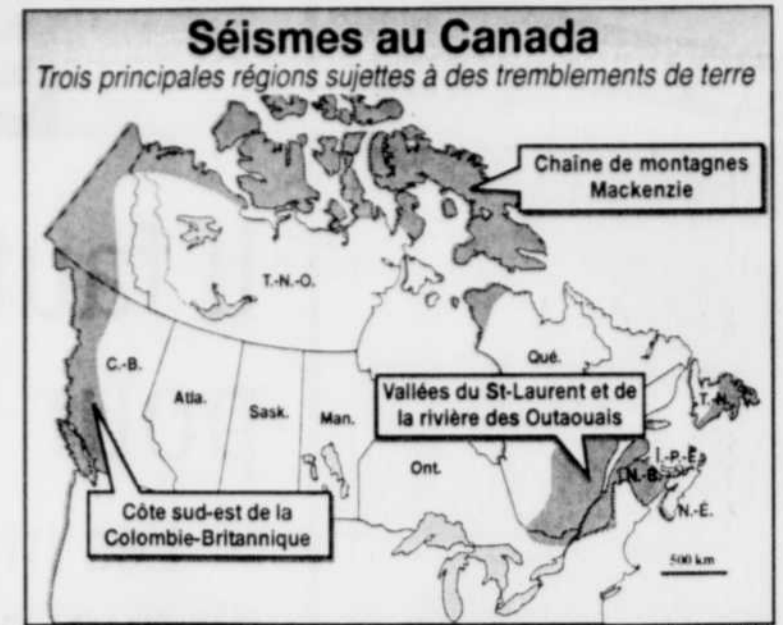 Séismes au Canada
Trois principales régions sujettes à des tremblements de terre
Chaîne de montagnes
Mackenzie
T.-N.-O.
C.-B.
Atla.
Sask.
Man.
Ont.
Qué.
Vallées du St-Laurent et de
la rivière des Outaouais
T.-N.
Î.-P.-É.
N.-B.
N.-É.
Côte sud-est de la
Colombie-Britannique
500 km